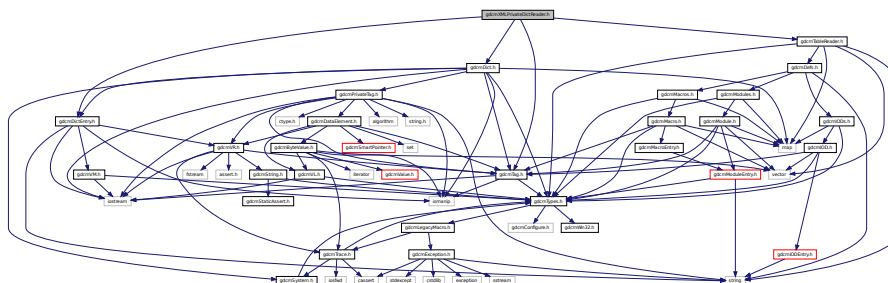 gdcmXMLPrivateDictReader.h
gdcmTableReader.h
gdcmDict.h
gdcmDefs.h
gdcmPrivateTag.h
gdcmMacros.h
gdcmModules.h
gdcmDictEntry.h
ctype.h
gdcmDataElement.h
algorithm
string.h
gdcmMacro.h
gdcmModule.h
gdcmIODs.h
gdcmVR.h
gdcmByteValue.h
gdcmSmartPointer.h
set
gdcmMacroEntry.h
map
gdcmIOD.h
gdcmVM.h
fstream
assert.h
gdcmString.h
gdcmVL.h
iterator
gdcmValue.h
gdcmTag.h
gdcmModuleEntry.h
vector
iostream
gdcmStaticAssert.h
iomanip
gdcmTypes.h
gdcmLegacyMacro.h
gdcmConfigure.h
gdcmWin32.h
gdcmTrace.h
gdcmException.h
gdcmIODEntry.h
gdcmSystem.h
iosfwd
cassert
stdexcept
cstdlib
exception
sstream
string